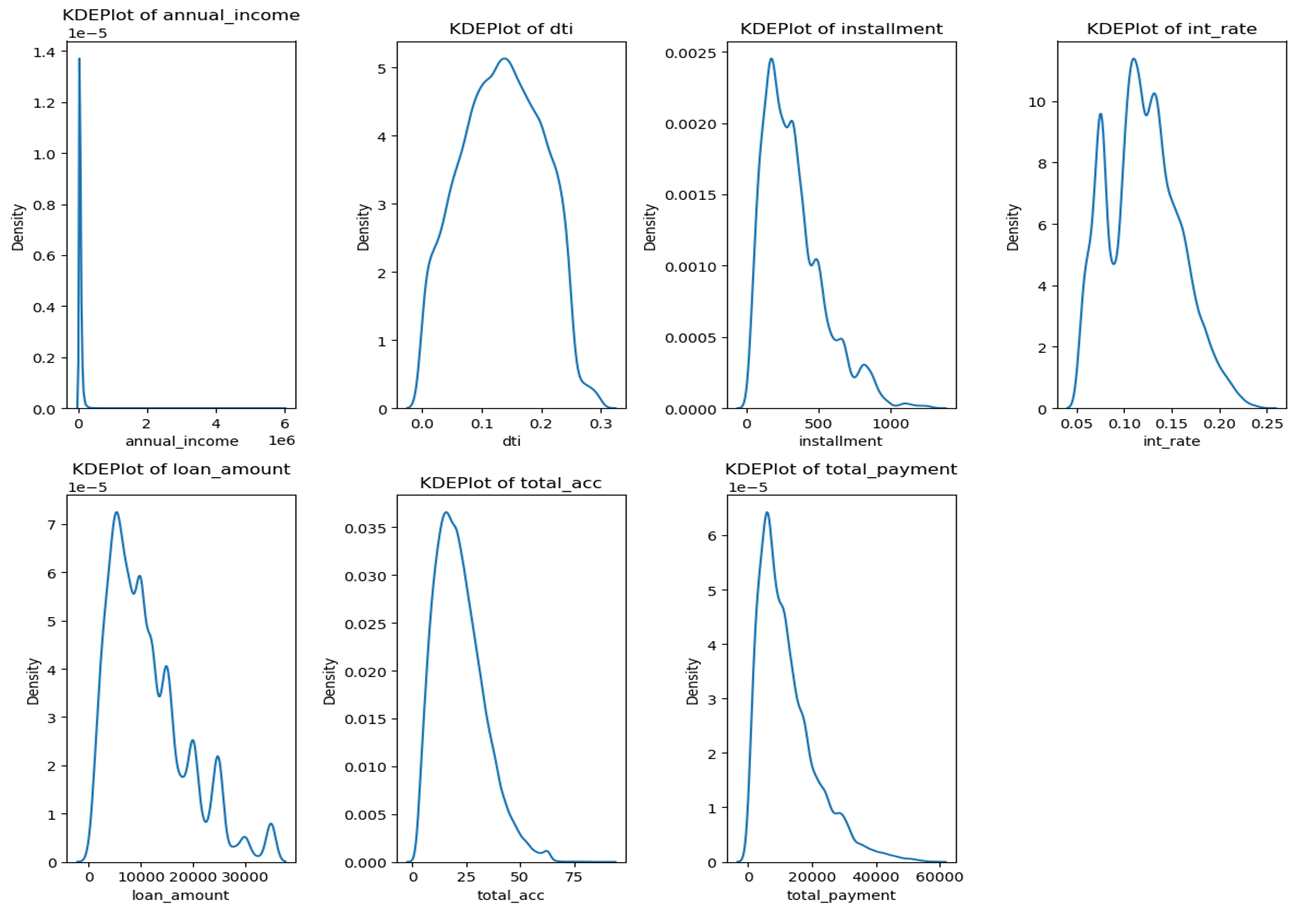 KDEPlot of annual_income
1e−5
1.4
1.2
1.0
0.8
0.6
0.4
0.2
0.0
Density
0 2 4 6
1e6
annual_income
KDEPlot of dti
5
4
3
2
1
0
Density
0.0 0.1 0.2 0.3
dti
KDEPlot of installment
0.0025
0.0020
0.0015
0.0010
0.0005
0.0000
Density
0 500 1000
installment
KDEPlot of int_rate
10
8
6
4
2
0
Density
0.05 0.10 0.15 0.20 0.25
int_rate
KDEPlot of loan_amount
1e−5
7
6
5
4
3
2
1
0
Density
0 10000 20000 30000
loan_amount
KDEPlot of total_acc
0.035
0.030
0.025
0.020
0.015
0.010
0.005
0.000
Density
0 25 50 75
total_acc
KDEPlot of total_payment
1e−5
6
5
4
3
2
1
0
Density
0 20000 40000 60000
total_payment